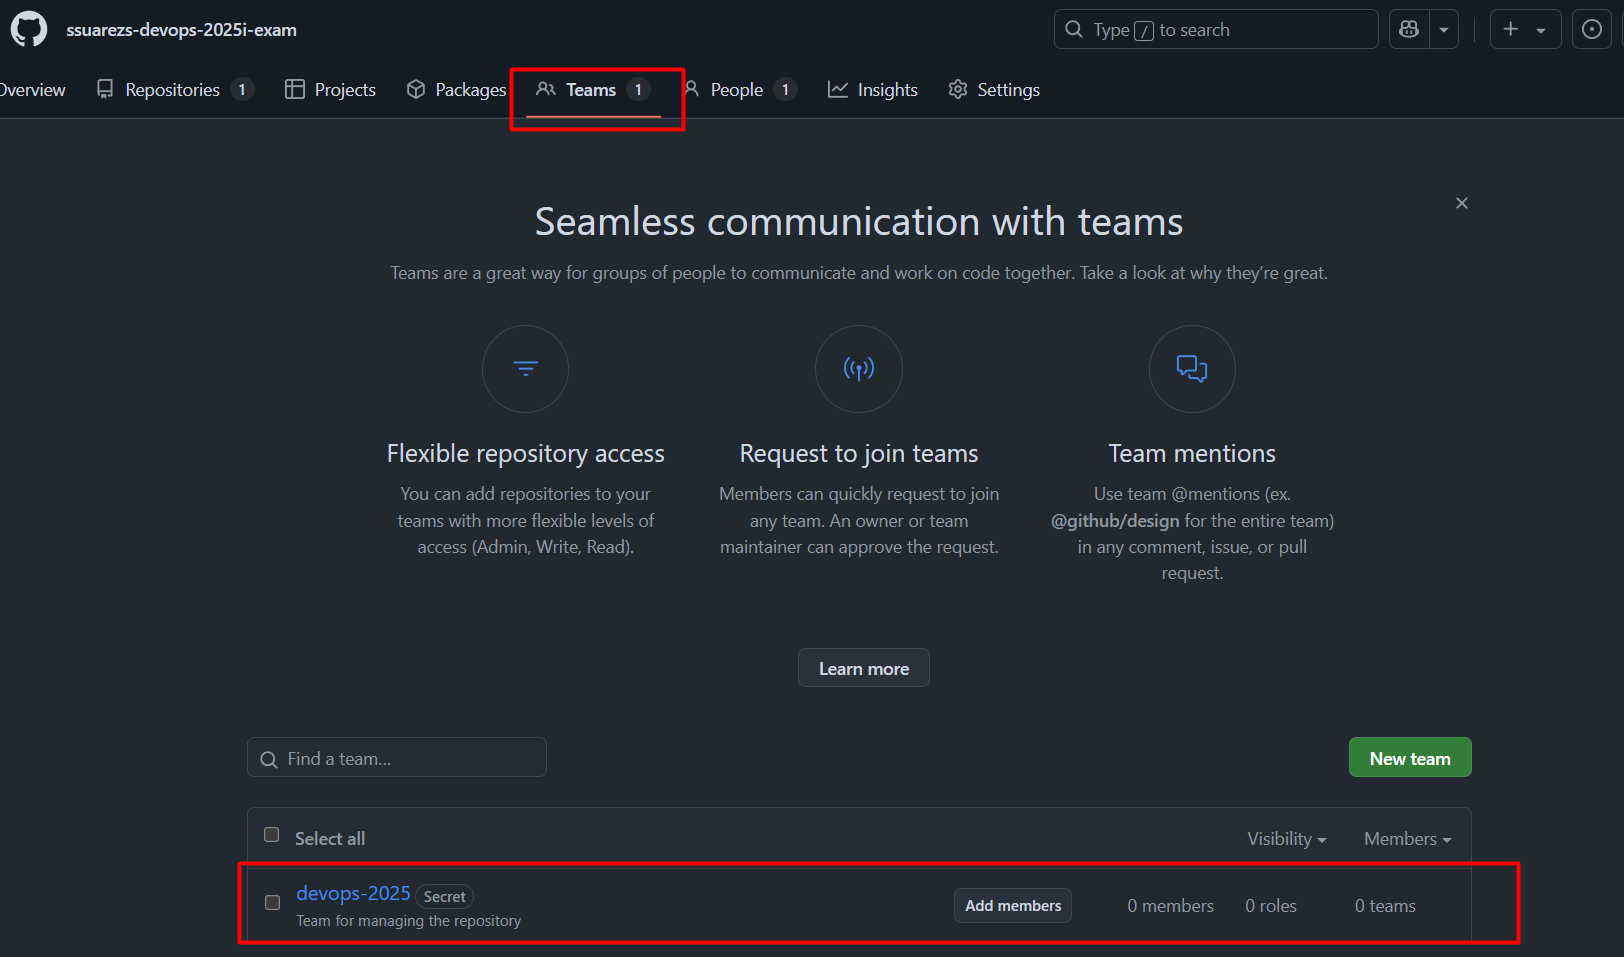 ssuarezs-devops-2025i-exam
Type / to search
Overview
Repositories 1
Projects
Packages
Teams 1
People 1
Insights
Settings
Seamless communication with teams
Teams are a great way for groups of people to communicate and work on code together. Take a look at why they're great.
Flexible repository access
You can add repositories to your
teams with more flexible levels of
access (Admin, Write, Read).
Request to join teams
Members can quickly request to join
any team. An owner or team
maintainer can approve the request.
Team mentions
Use team @mentions (ex.
@github/design for the entire team)
in any comment, issue, or pull
request.
Learn more
Find a team...
New team
Select all
Visibility
Members
devops-2025 Secret
Team for managing the repository
Add members
0 members
0 roles
0 teams